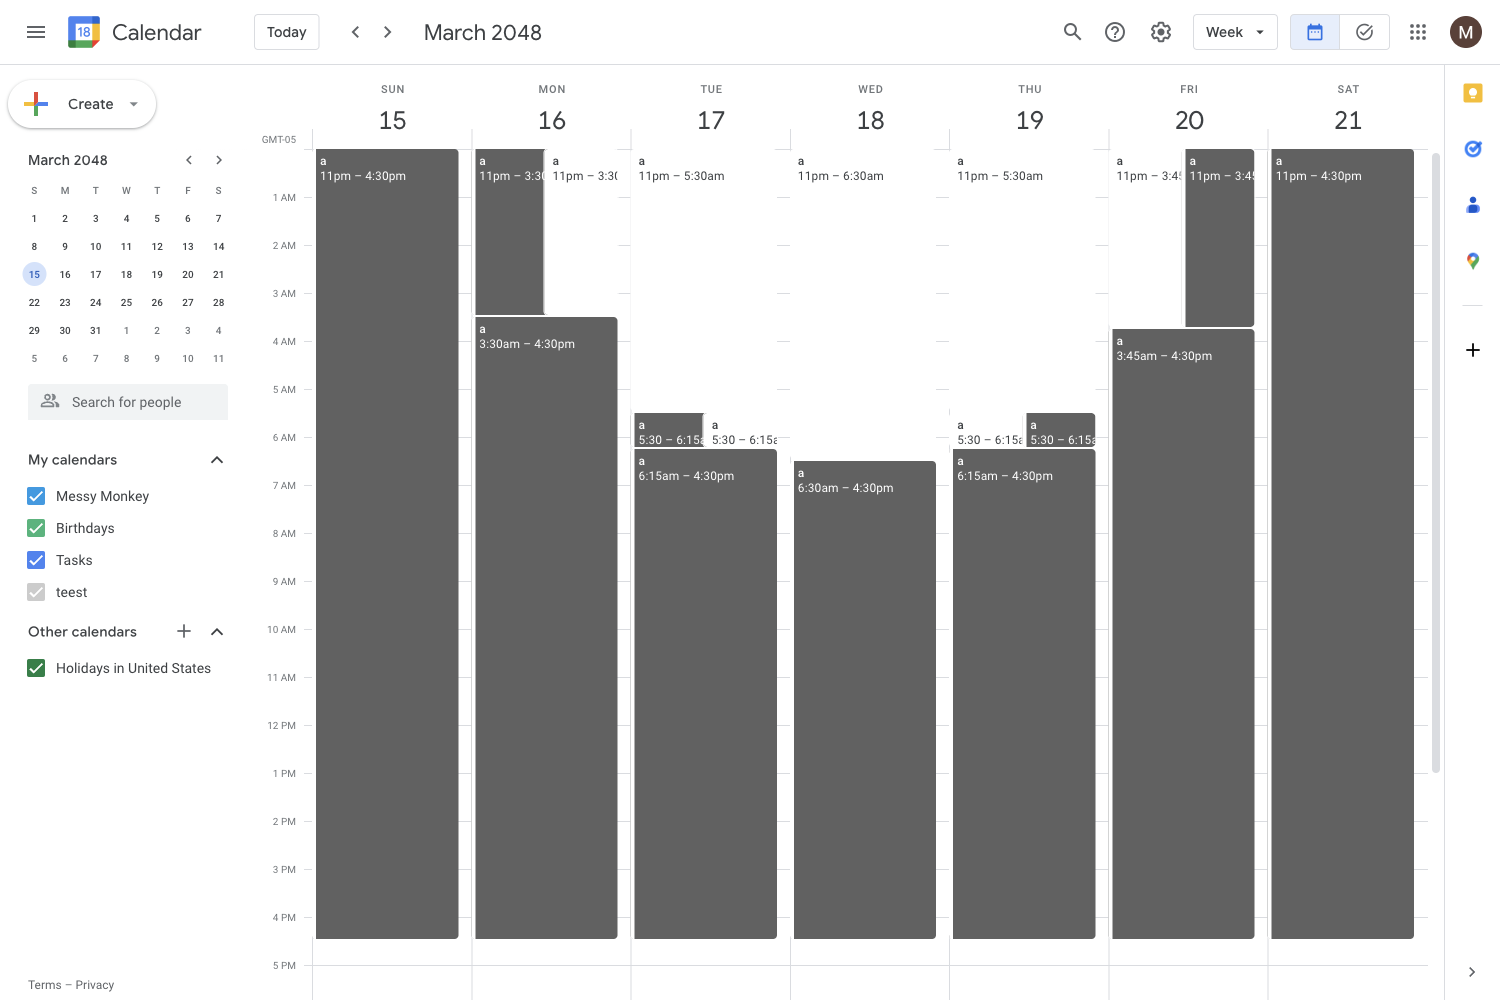 18 Calendar Today March 2048 Week M
Create
March 2048
S M T W T F S
1 2 3 4 5 6 7
8 9 10 11 12 13 14
15 16 17 18 19 20 21
22 23 24 25 26 27 28
29 30 31 1 2 3 4
5 6 7 8 9 10 11
Search for people
My calendars
Messy Monkey
Birthdays
Tasks
teest
Other calendars
Holidays in United States
Terms – Privacy
SUN MON TUE WED THU FRI SAT
15 16 17 18 19 20 21
GMT-05
a a a a a a a a a
11pm – 4:30pm 11pm – 3:30 11pm – 3:30 11pm – 5:30am 11pm – 6:30am 11pm – 5:30am 11pm – 3:45 11pm – 3:45 11pm – 4:30pm
1 AM
2 AM
3 AM
a
4 AM 3:30am – 4:30pm
a
3:45am – 4:30pm
5 AM
a a a a
6 AM 5:30 – 6:15a 5:30 – 6:15a 5:30 – 6:15a 5:30 – 6:15a
a a
6:15am – 4:30pm 6:15am – 4:30pm
a
7 AM 6:30am – 4:30pm
8 AM
9 AM
10 AM
11 AM
12 PM
1 PM
2 PM
3 PM
4 PM
5 PM